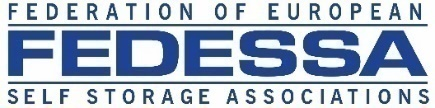 FEDERATION OF EUROPEAN
FEDESSA
SELF STORAGE ASSOCIATIONS